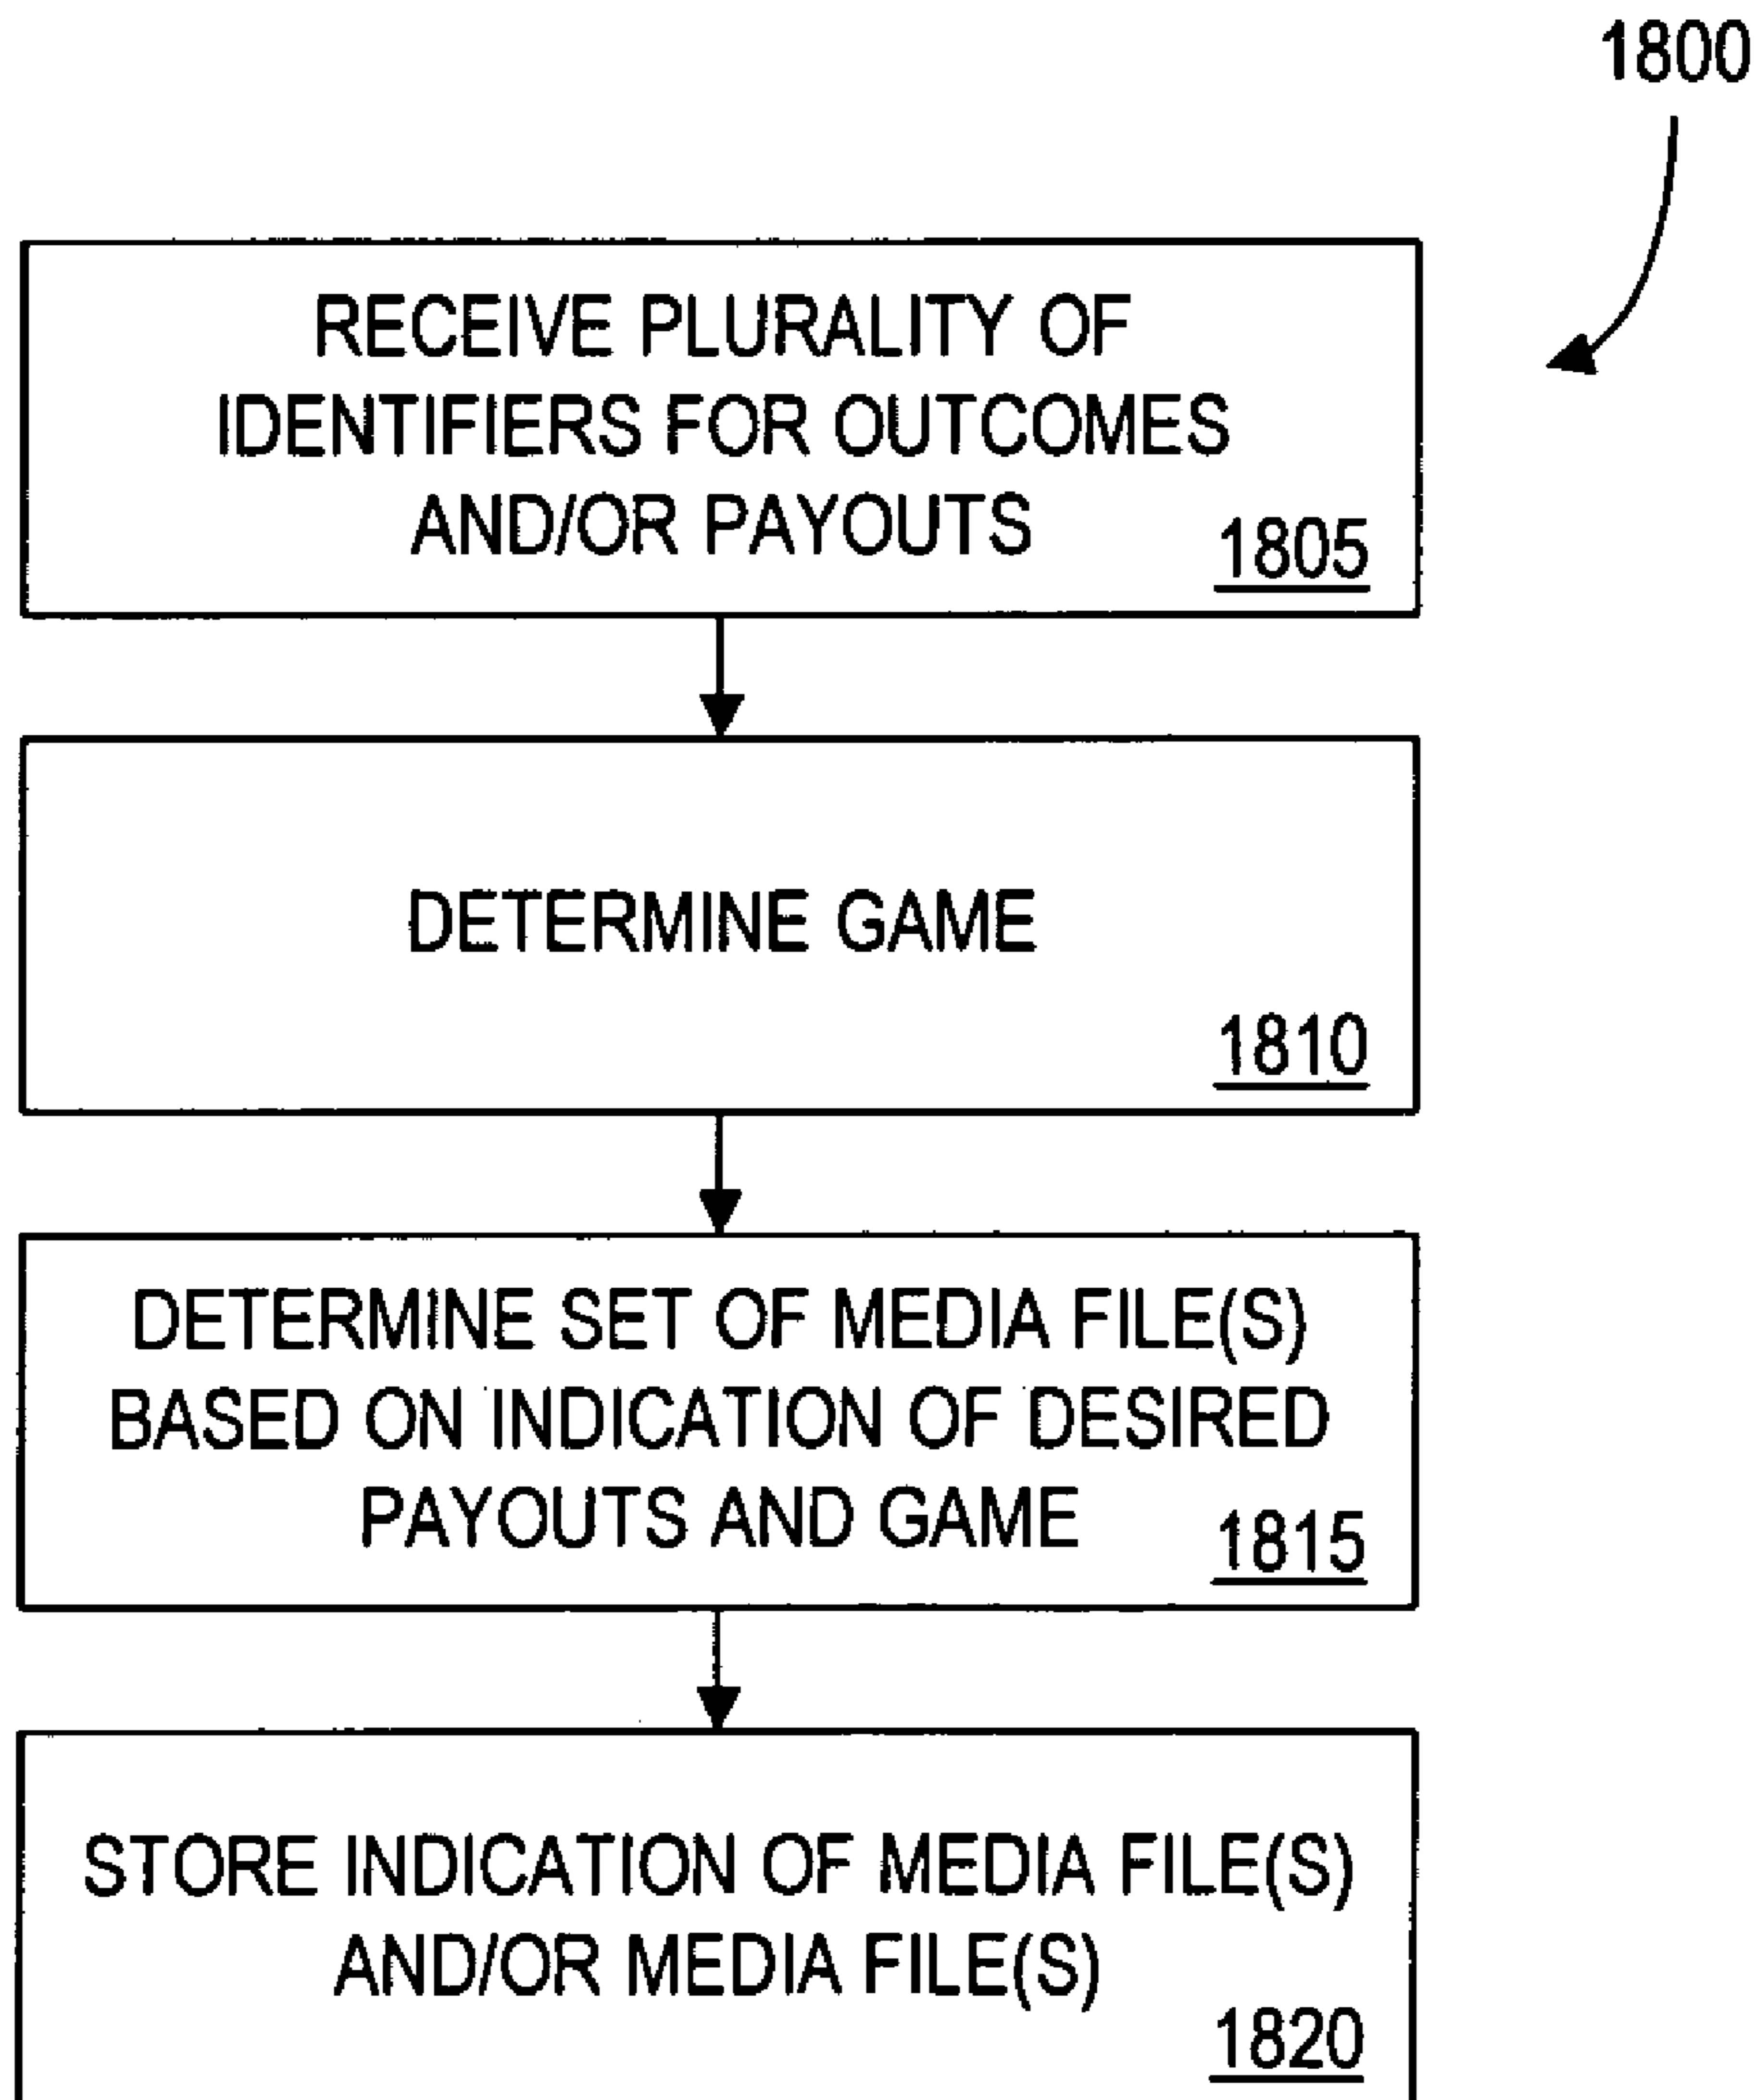 1800
RECEIVE PLURALITY OF
IDENTIFIERS FOR OUTCOMES
AND/OR PAYOUTS
1805
DETERMINE GAME
1810
DETERMINE SET OF MEDIA FILE(S)
BASED ON INDICATION OF DESIRED
PAYOUTS AND GAME
1815
STORE INDICATION OF MEDIA FILE(S)
AND/OR MEDIA FILE(S)
1820